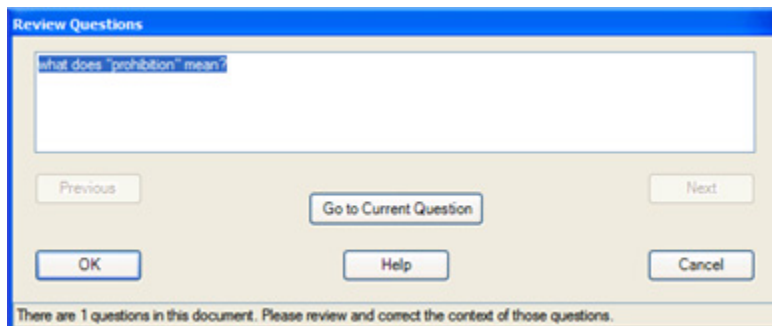 Review Questions
what does "prohibition" mean?
Previous
Next
Go to Current Question
OK
Help
Cancel
There are 1 questions in this document. Please review and correct the context of those questions.